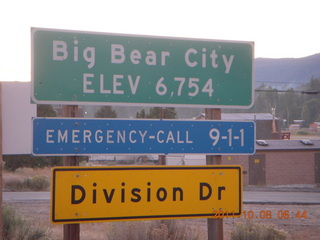 Big Bear City
ELEV 6,754
EMERGENCY-CALL 9-1-1
Division Dr